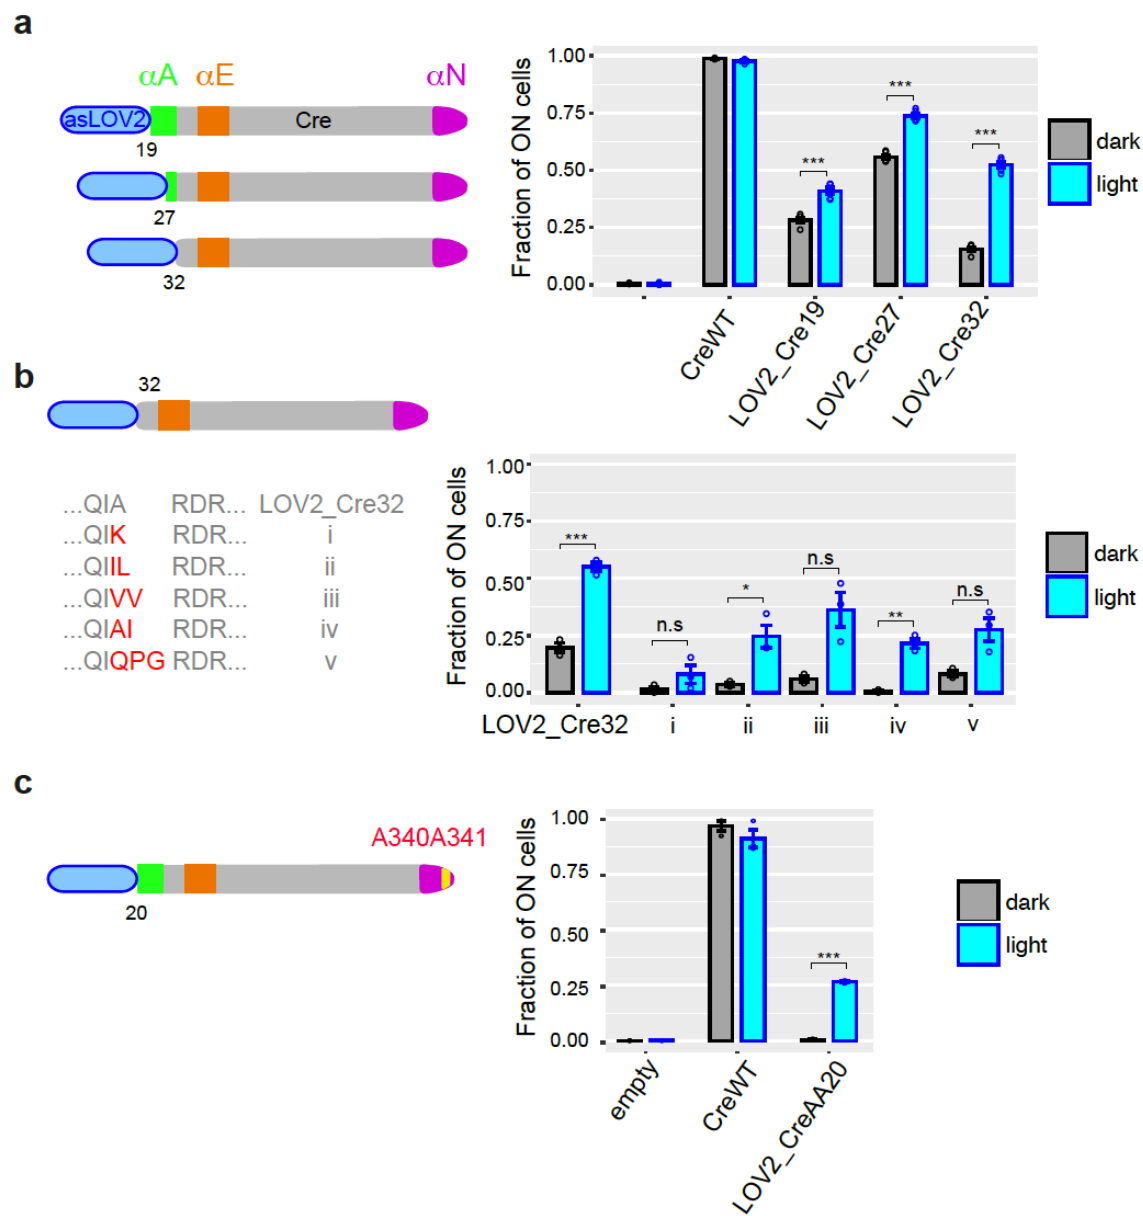 a
αA αE αN
asLOV2 Cre
19
27
32
Fraction of ON cells
1.00
0.75
0.50
0.25
0.00
***
***
***
CreWT
LOV2_Cre19
LOV2_Cre27
LOV2_Cre32
dark
light
b
32
...QIA RDR... LOV2_Cre32
...QIK RDR... i
...QIIL RDR... ii
...QIVV RDR... iii
...QIAI RDR... iv
...QIQPG RDR... v
Fraction of ON cells
1.00
0.75
0.50
0.25
0.00
***
n.s
*
n.s
**
n.s
LOV2_Cre32 i ii iii iv v
dark
light
c
A340A341
20
Fraction of ON cells
1.00
0.75
0.50
0.25
0.00
***
empty
CreWT
LOV2_CreAA20
dark
light